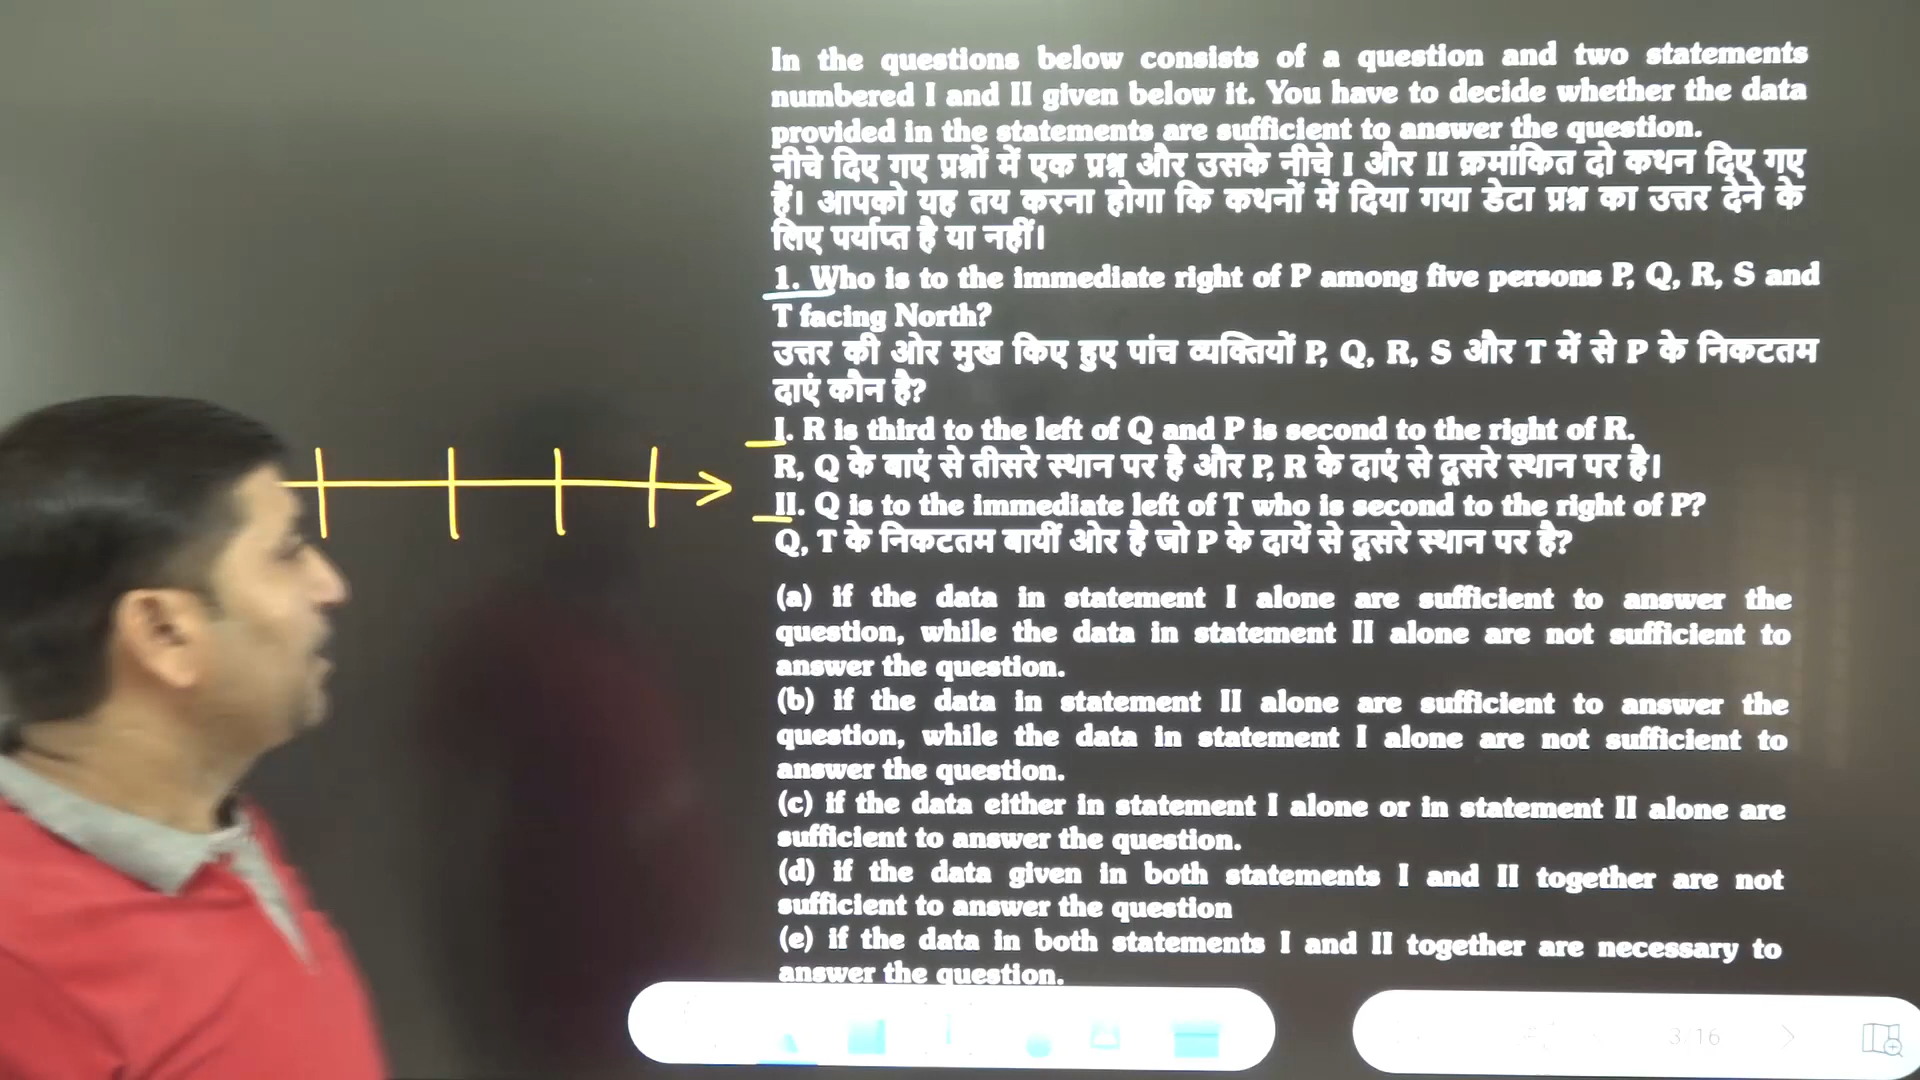 In the questions below consists of a question and two statements
numbered I and II given below it. You have to decide whether the data
provided in the statements are sufficient to answer the question.
नीचे दिए गए प्रश्नों में एक प्रश्न और उसके नीचे I और II क्रमांकित दो कथन दिए गए
हैं। आपको यह तय करना होगा कि कथनों में दिया गया डेटा प्रश्न का उत्तर देने के
लिए पर्याप्त है या नहीं।
1. Who is to the immediate right of P among five persons P, Q, R, S and
T facing North?
उत्तर की ओर मुख किए हुए पांच व्यक्तियों P, Q, R, S और T में से P के निकटतम
दाएं कौन है?
I. R is third to the left of Q and P is second to the right of R.
R, Q के बाएं से तीसरे स्थान पर है और P, R के दाएं से दूसरे स्थान पर है।
II. Q is to the immediate left of T who is second to the right of P?
Q, T के निकटतम बायीं ओर है जो P के दायें से दूसरे स्थान पर है?
(a) if the data in statement I alone are sufficient to answer the
question, while the data in statement II alone are not sufficient to
answer the question.
(b) if the data in statement II alone are sufficient to answer the
question, while the data in statement I alone are not sufficient to
answer the question.
(c) if the data either in statement I alone or in statement II alone are
sufficient to answer the question.
(d) if the data given in both statements I and II together are not
sufficient to answer the question
(e) if the data in both statements I and II together are necessary to
answer the question.
3/16